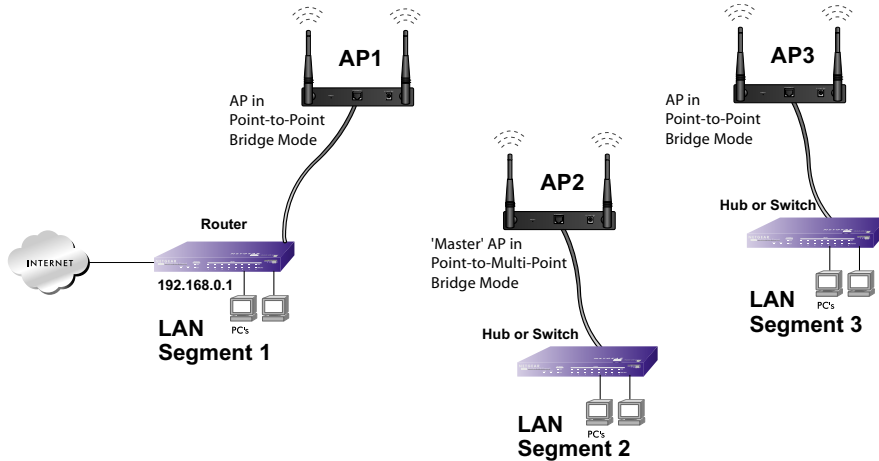 AP1
AP in
Point-to-Point
Bridge Mode
Router
INTERNET
192.168.0.1
PC's
LAN
Segment 1
AP2
'Master' AP in
Point-to-Multi-Point
Bridge Mode
Hub or Switch
PC's
LAN
Segment 2
AP3
AP in
Point-to-Point
Bridge Mode
Hub or Switch
PC's
LAN
Segment 3